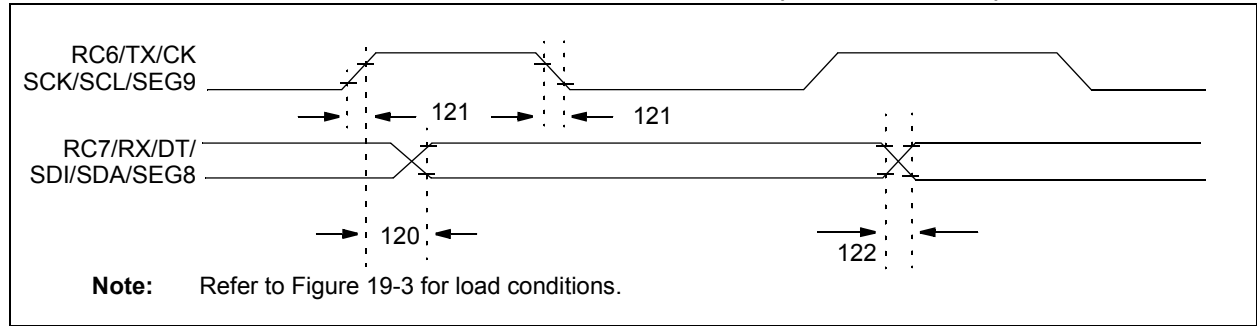 RC6/TX/CK
SCK/SCL/SEG9
121
121
RC7/RX/DT/
SDI/SDA/SEG8
120
122
Note: Refer to Figure 19-3 for load conditions.